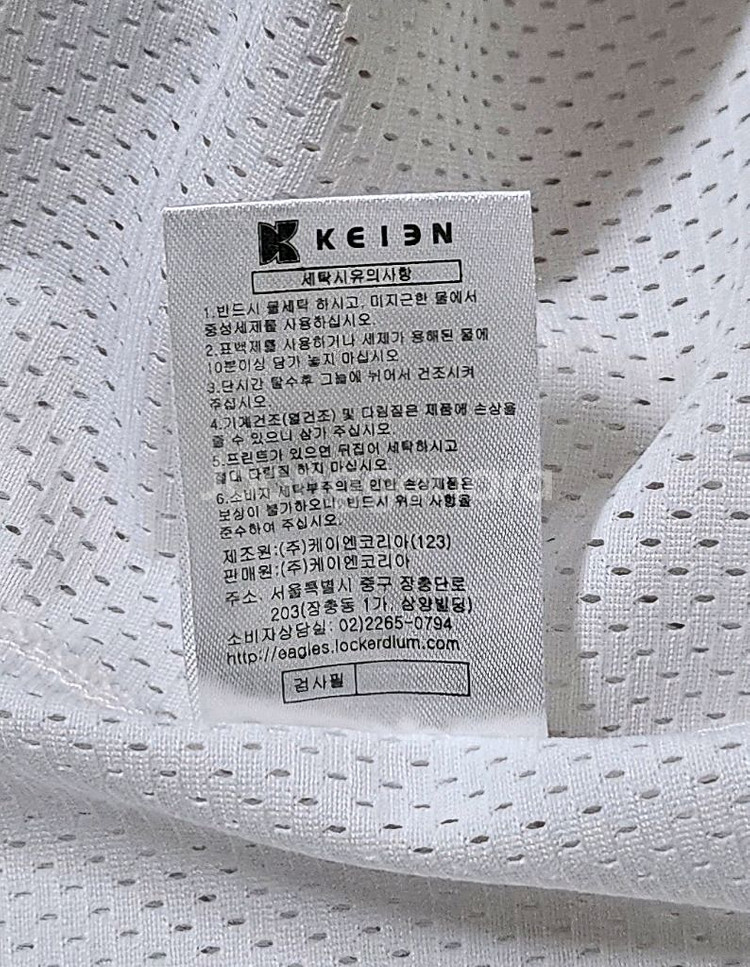 KEIEN
세탁시유의사항
1.반드시 물세탁 하시고, 미지근한 물에서
중성세제를 사용하십시오.
2.표백제를 사용하거나 세제가 용해된 물에
10분이상 담가 놓지 마십시오
3.단시간 탈수후 그늘에 뉘어서 건조시켜
주십시오
4.기계건조(열건조) 및 다림질은 제품에 손상을
줄 수 있으니 삼가 주십시오
5.프린트가 있으면 뒤집어 세탁하시고
절대 다림질 하지 마십시오.
6.소비자 세탁부주의로 인한 손상제품은
보상이 불가하오니, 반드시 위의 사항을
준수하여 주십시오.
제조원:(주)케이엔코리아(123)
판매원:(주)케이엔코리아
주소. 서울특별시 중구 장충단로
203(장충동 1가, 삼양빌딩)
소비자상담실: 02)2265-0794
http://eagles.lockerdium.com
검사필